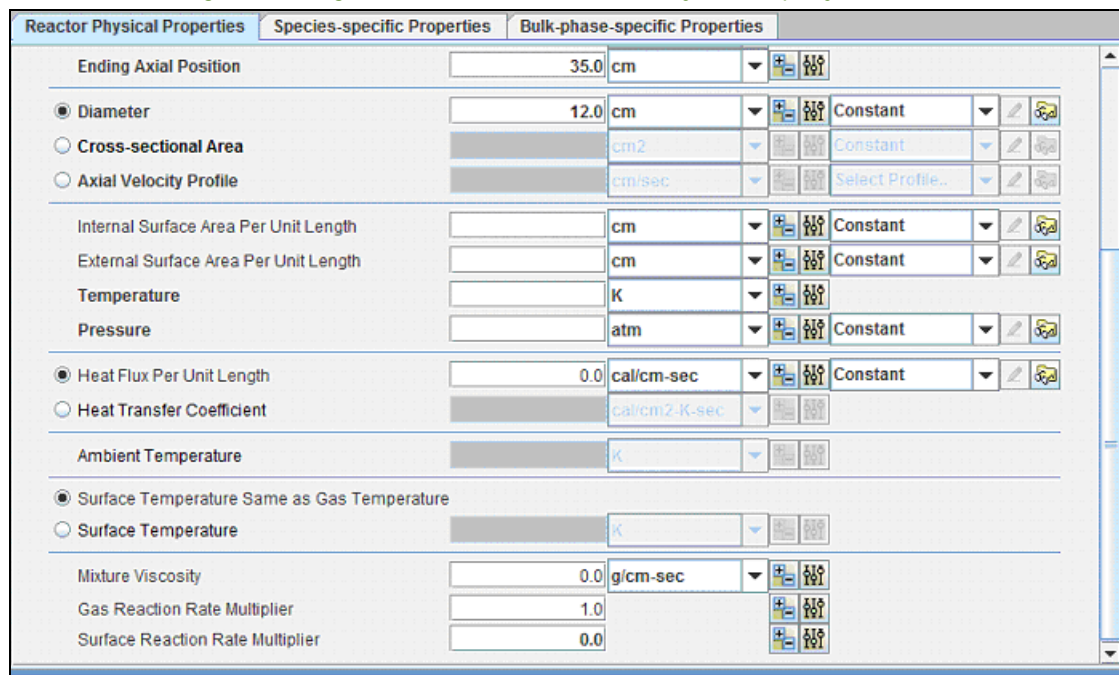 Reactor Physical Properties Species-specific Properties Bulk-phase-specific Properties
Ending Axial Position 35.0 cm
Diameter 12.0 cm Constant
Cross-sectional Area cm2 Constant
Axial Velocity Profile cm/sec Select Profile..
Internal Surface Area Per Unit Length cm Constant
External Surface Area Per Unit Length cm Constant
Temperature K
Pressure atm Constant
Heat Flux Per Unit Length 0.0 cal/cm-sec Constant
Heat Transfer Coefficient cal/cm2-K-sec
Ambient Temperature K
Surface Temperature Same as Gas Temperature
Surface Temperature K
Mixture Viscosity 0.0 g/cm-sec
Gas Reaction Rate Multiplier 1.0
Surface Reaction Rate Multiplier 0.0